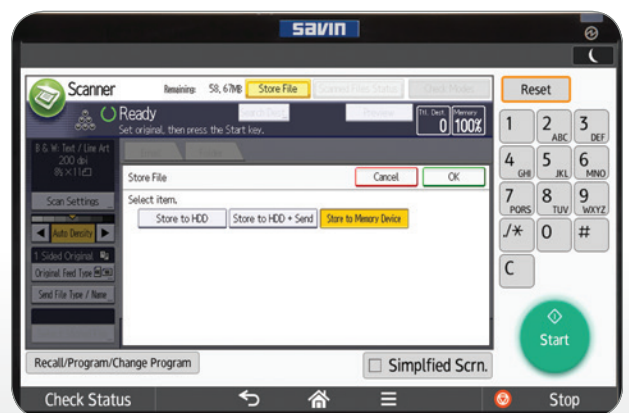 savin
Scanner
Remaining: 58,67MB
Store File
Scanned Files Status
Check Modes
Ready
Set original, then press the Start key.
Preview
Ttl. Dest.
0
Memory
100%
B & W: Text / Line Art
200 dpi
8½×11
Scan Settings
Auto Density
1 Sided Original
Original Feed Type
Send File Type / Name
Store File
Cancel
OK
Select item.
Store to HDD
Store to HDD + Send
Store to Memory Device
Recall/Program/Change Program
Simplfied Scrn.
Reset
1
2 ABC
3 DEF
4 GHI
5 JKL
6 MNO
7 PQRS
8 TUV
9 WXYZ
./*
0
#
C
Start
Check Status
Stop